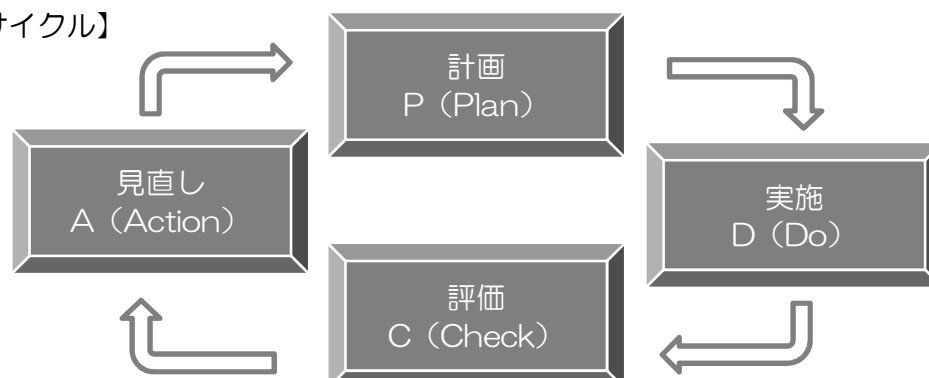 サイクル】
計画
P（Plan）
見直し
A（Action）
実施
D（Do）
評価
C（Check）